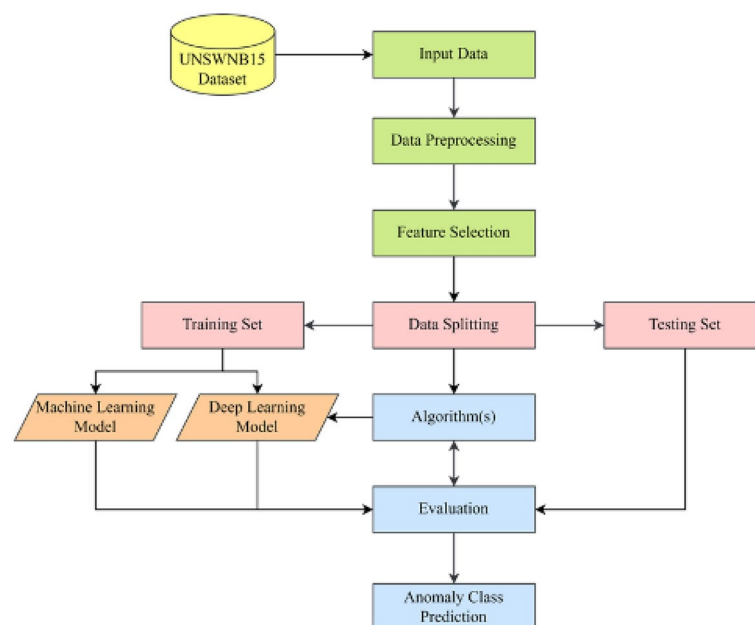 UNSWNB15
Dataset
Input Data
Data Preprocessing
Feature Selection
Training Set
Data Splitting
Testing Set
Machine Learning
Model
Deep Learning
Model
Algorithm(s)
Evaluation
Anomaly Class
Prediction